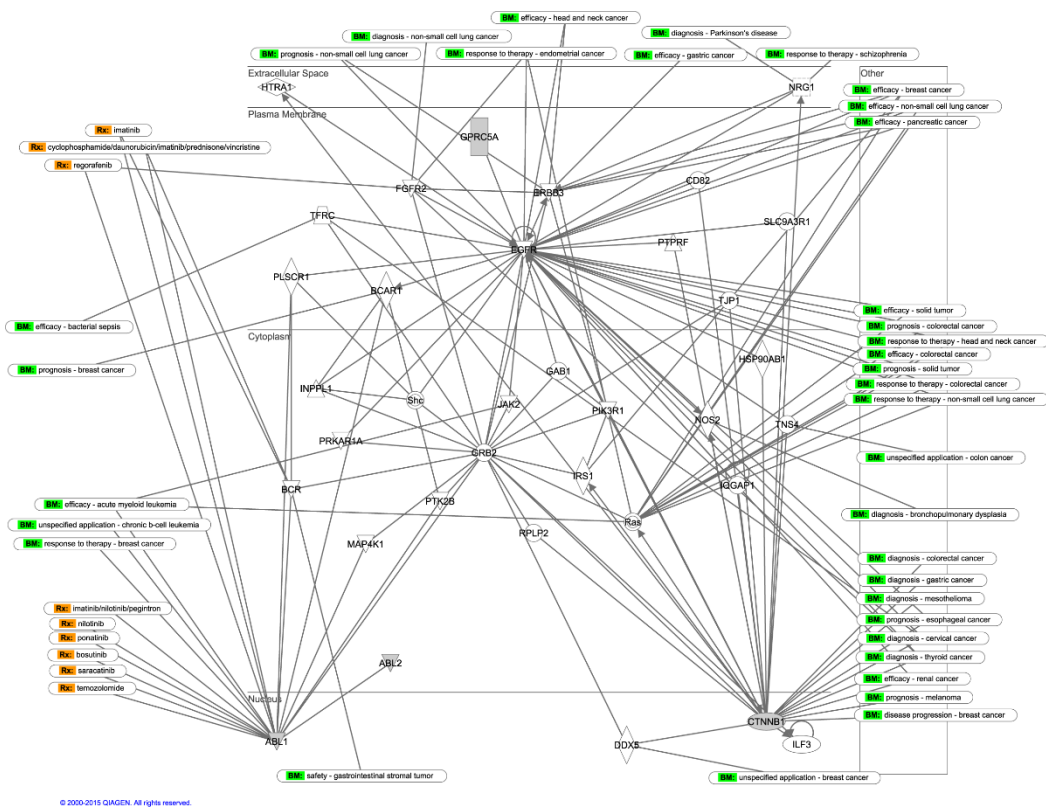 BM: efficacy - head and neck cancer
BM: diagnosis - non-small cell lung cancer
BM: diagnosis - Parkinson's disease
BM: prognosis - non-small cell lung cancer
BM: response to therapy - endometrial cancer
BM: efficacy - gastric cancer
BM: response to therapy - schizophrenia
Extracellular Space
Other
HTRA1
NRG1
BM: efficacy - breast cancer
BM: efficacy - non-small cell lung cancer
Plasma Membrane
BM: efficacy - pancreatic cancer
Rx: imatinib
GPRC5A
Rx: cyclophosphamide/daunorubicin/imatinib/prednisone/vincristine
Rx: regorafenib
FGFR2
ERBB3
CD82
TFRC
SLC9A3R1
EGFR
PTPRF
PLSCR1
BCAR1
TJP1
BM: efficacy - solid tumor
BM: efficacy - bacterial sepsis
BM: prognosis - colorectal cancer
Cytoplasm
BM: response to therapy - head and neck cancer
BM: efficacy - colorectal cancer
HSP90AB1
BM: prognosis - breast cancer
GAB1
BM: prognosis - solid tumor
BM: response to therapy - colorectal cancer
INPPL1
Shc
JAK2
PIK3R1
BM: response to therapy - non-small cell lung cancer
NOS2
TNS4
PRKAR1A
GRB2
BM: unspecified application - colon cancer
IRS1
IQGAP1
BCR
PTK2B
BM: efficacy - acute myeloid leukemia
BM: diagnosis - bronchopulmonary dysplasia
BM: unspecified application - chronic b-cell leukemia
Ras
RPLP2
BM: response to therapy - breast cancer
MAP4K1
BM: diagnosis - colorectal cancer
BM: diagnosis - gastric cancer
BM: diagnosis - mesothelioma
Rx: imatinib/nilotinib/pegintron
BM: prognosis - esophageal cancer
Rx: nilotinib
Rx: ponatinib
BM: diagnosis - cervical cancer
Rx: bosutinib
BM: diagnosis - thyroid cancer
ABL2
Rx: saracatinib
BM: efficacy - renal cancer
Rx: temozolomide
BM: prognosis - melanoma
Nucleus
BM: disease progression - breast cancer
CTNNB1
ABL1
DDX5
ILF3
BM: safety - gastrointestinal stromal tumor
BM: unspecified application - breast cancer
© 2000-2015 QIAGEN. All rights reserved.